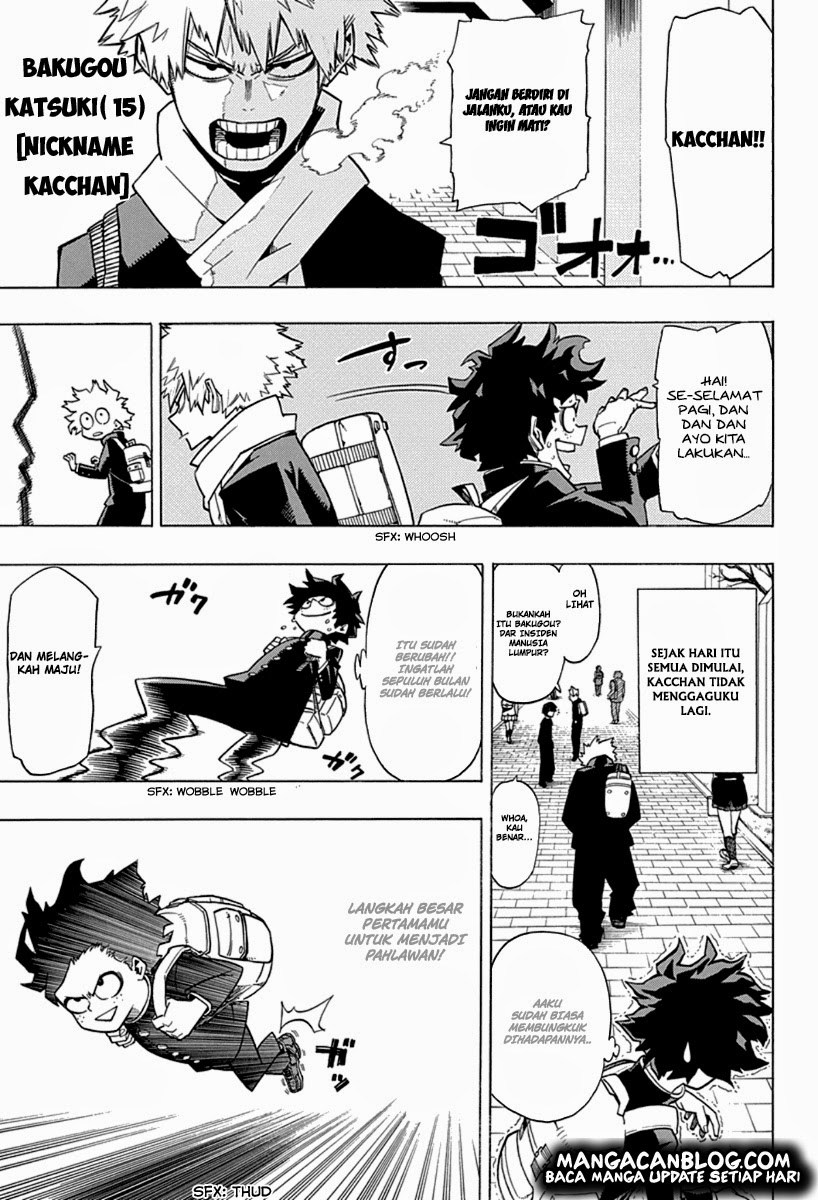 KACCHAN!!
JANGAN BERDIRI DI
JALANKU, ATAU KAU
INGIN MATI?
BAKUGOU
KATSUKI( 15)
[NICKNAME
KACCHAN]
ゴオォォ...
HAI!
SE-SELAMAT
PAGI, DAN
DAN DAN
AYO KITA
LAKUKAN...
すっ
SFX: WHOOSH
SEJAK HARI ITU
SEMUA DIMULAI,
KACCHAN TIDAK
MENGGAGUKU
LAGI.
OH
LIHAT
BUKANKAH
ITU BAKUGOU?
DAR INSIDEN
MANUSIA
LUMPUR?
WHOA,
KAU
BENAR...
AAKU
SUDAH BIASA
MEMBUNGKUK
DIHADAPANNYA..
ITU SUDAH
BERUBAH!!
INGATLAH
SEPULUH BULAN
SUDAH BERLALU!
ガク
ガク
DAN MELANG-
KAH MAJU!
SFX: WOBBLE WOBBLE
LANGKAH BESAR
PERTAMAMU
UNTUK MENJADI
PAHLAWAN!
ガッ
SFX: THUD
MANGACANBLOG.COM
BACA MANGA UPDATE SETIAP HARI